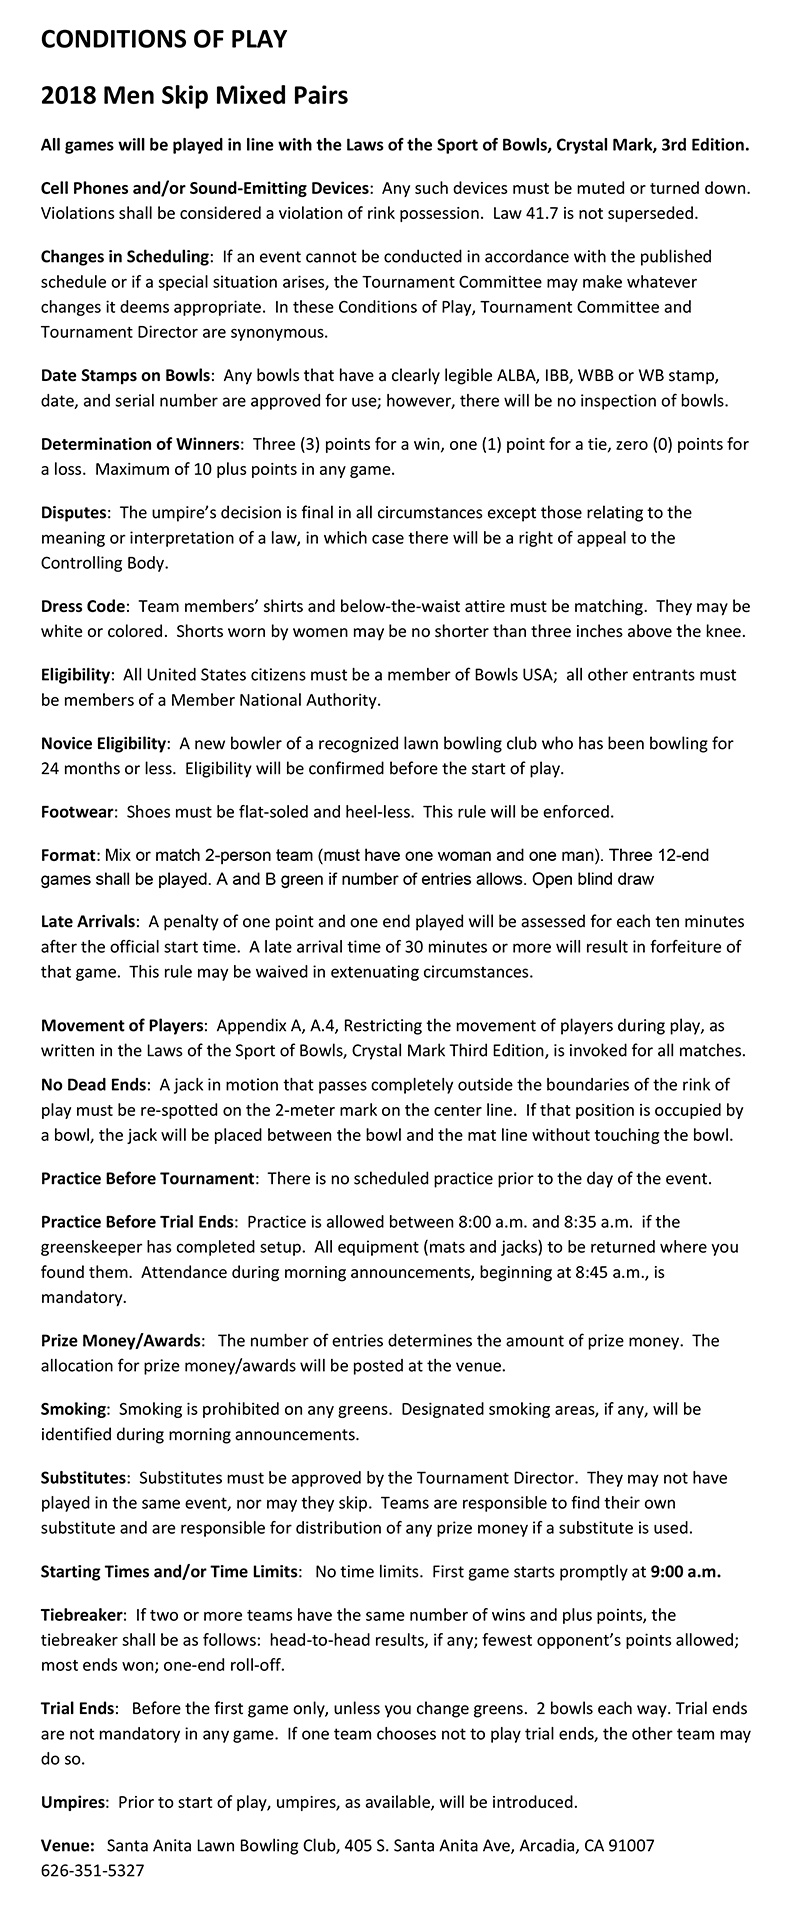 CONDITIONS OF PLAY
2018 Men Skip Mixed Pairs
All games will be played in line with the Laws of the Sport of Bowls, Crystal Mark, 3rd Edition.
Cell Phones and/or Sound-Emitting Devices:  Any such devices must be muted or turned down.
Violations shall be considered a violation of rink possession.  Law 41.7 is not superseded.
Changes in Scheduling:  If an event cannot be conducted in accordance with the published
schedule or if a special situation arises, the Tournament Committee may make whatever
changes it deems appropriate.  In these Conditions of Play, Tournament Committee and
Tournament Director are synonymous.
Date Stamps on Bowls:  Any bowls that have a clearly legible ALBA, IBB, WBB or WB stamp,
date, and serial number are approved for use; however, there will be no inspection of bowls.
Determination of Winners:  Three (3) points for a win, one (1) point for a tie, zero (0) points for
a loss.  Maximum of 10 plus points in any game.
Disputes:  The umpire’s decision is final in all circumstances except those relating to the
meaning or interpretation of a law, in which case there will be a right of appeal to the
Controlling Body.
Dress Code:  Team members’ shirts and below-the-waist attire must be matching.  They may be
white or colored.  Shorts worn by women may be no shorter than three inches above the knee.
Eligibility:  All United States citizens must be a member of Bowls USA;  all other entrants must
be members of a Member National Authority.
Novice Eligibility:  A new bowler of a recognized lawn bowling club who has been bowling for
24 months or less.  Eligibility will be confirmed before the start of play.
Footwear:  Shoes must be flat-soled and heel-less.  This rule will be enforced.
Format: Mix or match 2-person team (must have one woman and one man). Three 12-end
games shall be played. A and B green if number of entries allows. Open blind draw
Late Arrivals:  A penalty of one point and one end played will be assessed for each ten minutes
after the official start time.  A late arrival time of 30 minutes or more will result in forfeiture of
that game.  This rule may be waived in extenuating circumstances.
Movement of Players:  Appendix A, A.4, Restricting the movement of players during play, as
written in the Laws of the Sport of Bowls, Crystal Mark Third Edition, is invoked for all matches.
No Dead Ends:  A jack in motion that passes completely outside the boundaries of the rink of
play must be re-spotted on the 2-meter mark on the center line.  If that position is occupied by
a bowl, the jack will be placed between the bowl and the mat line without touching the bowl.
Practice Before Tournament:  There is no scheduled practice prior to the day of the event.
Practice Before Trial Ends:  Practice is allowed between 8:00 a.m. and 8:35 a.m.  if the
greenskeeper has completed setup.  All equipment (mats and jacks) to be returned where you
found them.  Attendance during morning announcements, beginning at 8:45 a.m., is
mandatory.
Prize Money/Awards:   The number of entries determines the amount of prize money.  The
allocation for prize money/awards will be posted at the venue.
Smoking:  Smoking is prohibited on any greens.  Designated smoking areas, if any, will be
identified during morning announcements.
Substitutes:  Substitutes must be approved by the Tournament Director.  They may not have
played in the same event, nor may they skip.  Teams are responsible to find their own
substitute and are responsible for distribution of any prize money if a substitute is used.
Starting Times and/or Time Limits:   No time limits.  First game starts promptly at 9:00 a.m.
Tiebreaker:  If two or more teams have the same number of wins and plus points, the
tiebreaker shall be as follows:  head-to-head results, if any; fewest opponent’s points allowed;
most ends won; one-end roll-off.
Trial Ends:   Before the first game only, unless you change greens.  2 bowls each way. Trial ends
are not mandatory in any game.  If one team chooses not to play trial ends, the other team may
do so.
Umpires:  Prior to start of play, umpires, as available, will be introduced.
Venue:   Santa Anita Lawn Bowling Club, 405 S. Santa Anita Ave, Arcadia, CA 91007
626-351-5327